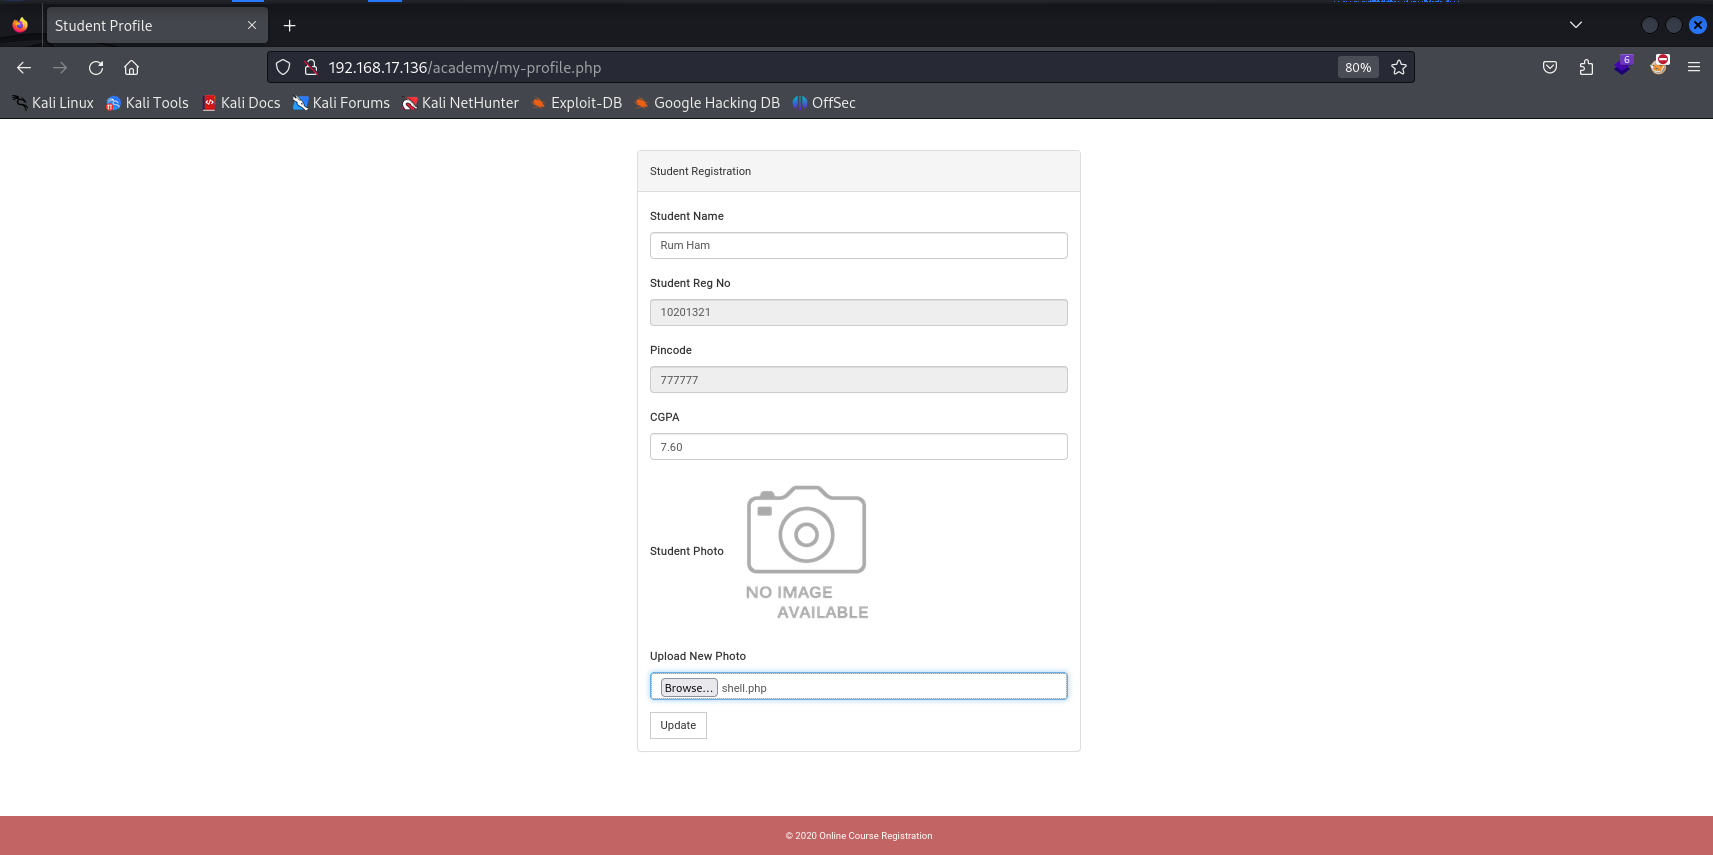 Student Profile
192.168.17.136/academy/my-profile.php 80% 6
Kali Linux Kali Tools Kali Docs Kali Forums Kali NetHunter Exploit-DB Google Hacking DB OffSec
Student Registration
Student Name
Rum Ham
Student Reg No
10201321
Pincode
777777
CGPA
7.60
NO IMAGE
AVAILABLE
Student Photo
Upload New Photo
Browse... shell.php
Update
© 2020 Online Course Registration